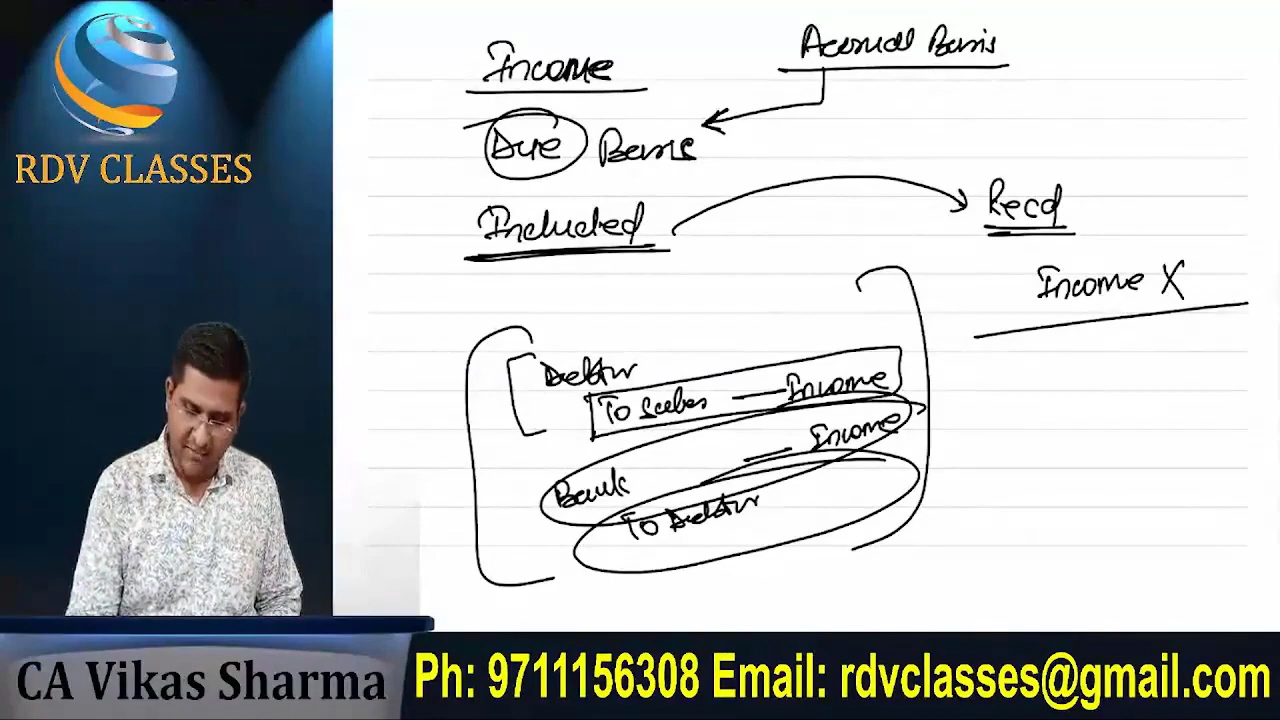 RDV CLASSES
Income
Accrual Basis
Due Basis
Included
Recd
Income X
Debtor
To Sales — Income
— Income
Bank
To Debtor
CA Vikas Sharma
Ph: 9711156308 Email: rdvclasses@gmail.com